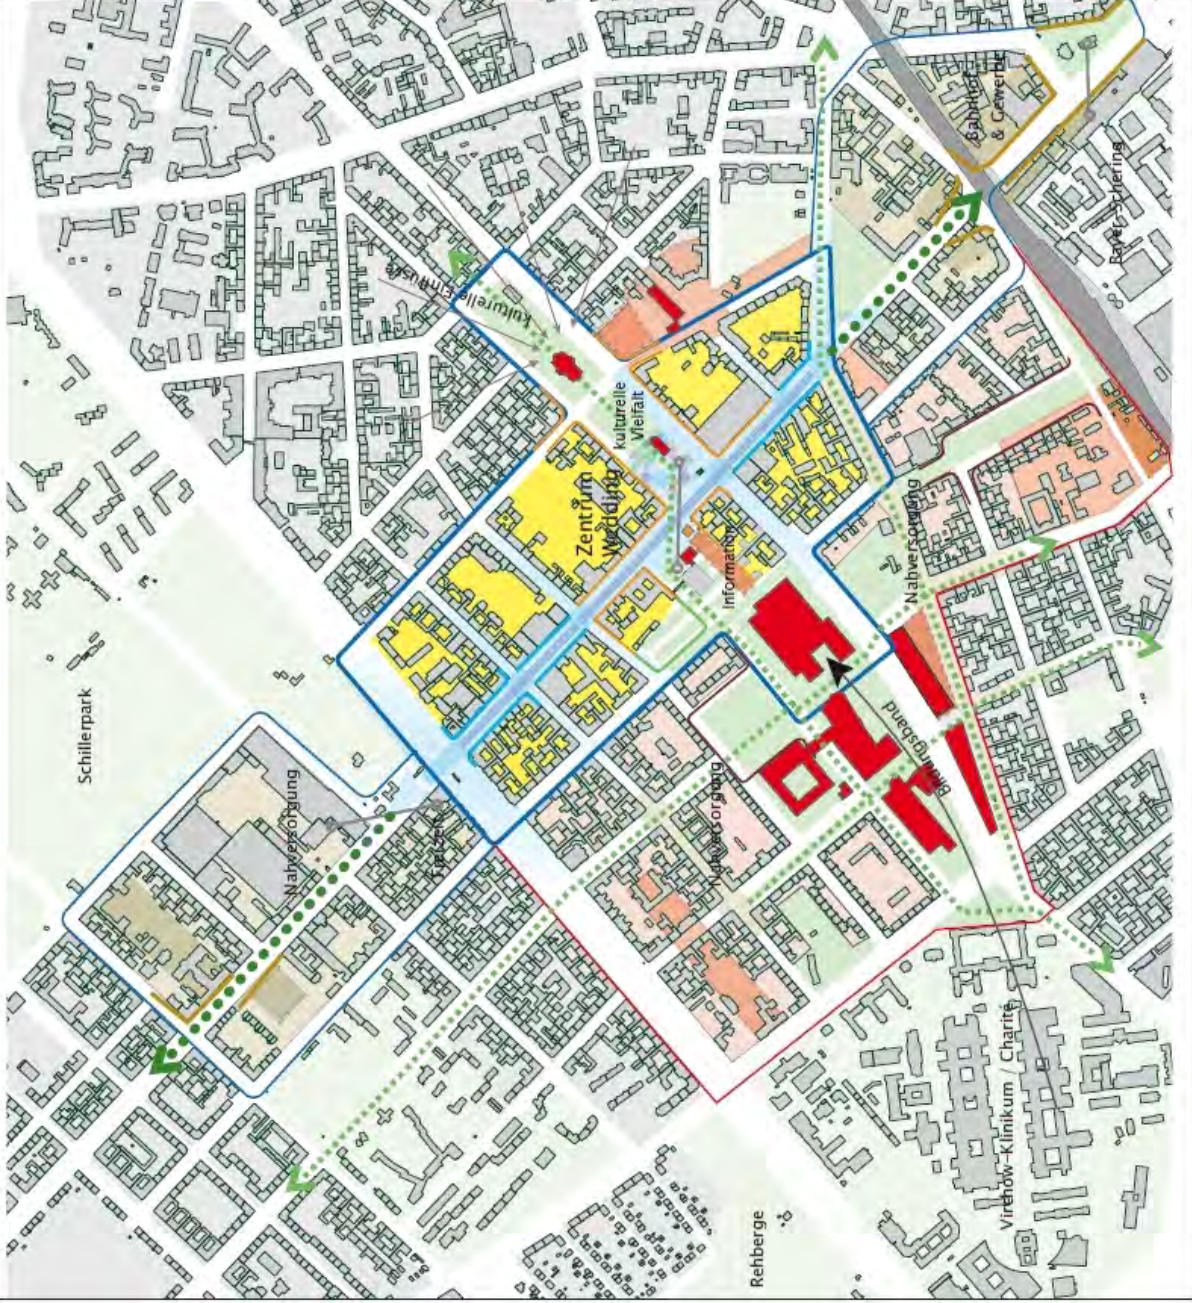 Schillerpark
Nahversorgung
Freizeit
kulturelle Einflüsse
kulturelle
Vielfalt
Zentrum
Wedding
Information
Bahnhof
& Gewerbe
Bayer-Schering
Nahversorgung
Nahversorgung
Bildungsband
Virchow-Klinikum / Charité
Rehberge